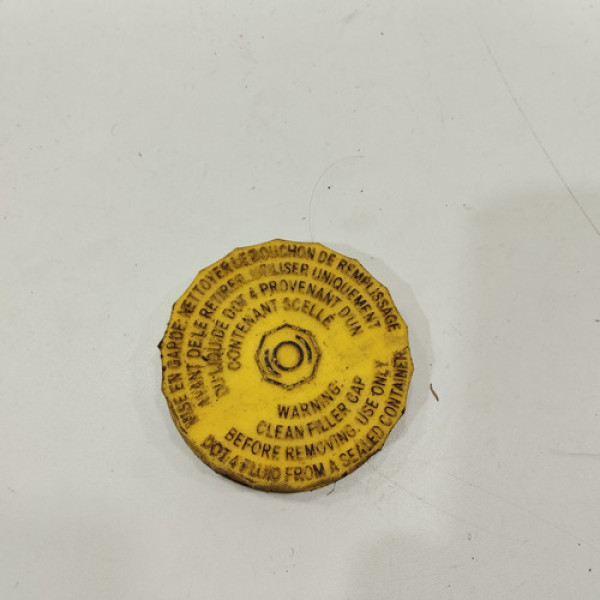 MISE EN GARDE: NETTOYER LE BOUCHON DE REMPLISSAGE
AVANT DE LE RETIRER. UTILISER UNIQUEMENT
DU LIQUIDE DOT 4 PROVENANT D'UN
CONTENANT SCELLÉ.
WARNING:
CLEAN FILLER CAP
BEFORE REMOVING. USE ONLY
DOT 4 FLUID FROM A SEALED CONTAINER.